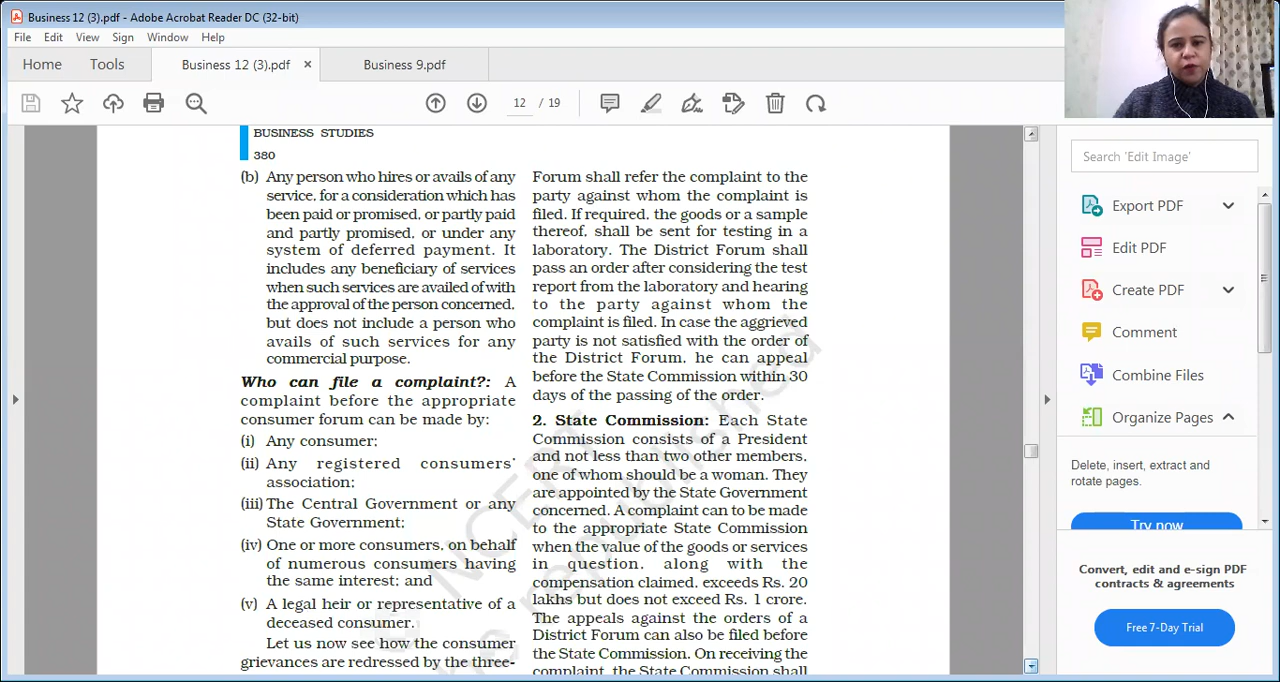 Business 12 (3).pdf - Adobe Acrobat Reader DC (32-bit)
File Edit View Sign Window Help
Home Tools Business 12 (3).pdf × Business 9.pdf
12 / 19
BUSINESS STUDIES
380
(b) Any person who hires or avails of any
service, for a consideration which has
been paid or promised, or partly paid
and partly promised, or under any
system of deferred payment. It
includes any beneficiary of services
when such services are availed of with
the approval of the person concerned,
but does not include a person who
avails of such services for any
commercial purpose.
Who can file a complaint?: A
complaint before the appropriate
consumer forum can be made by:
(i) Any consumer;
(ii) Any registered consumers'
association;
(iii) The Central Government or any
State Government;
(iv) One or more consumers, on behalf
of numerous consumers having
the same interest; and
(v) A legal heir or representative of a
deceased consumer.
Let us now see how the consumer
grievances are redressed by the three-
Forum shall refer the complaint to the
party against whom the complaint is
filed. If required, the goods or a sample
thereof, shall be sent for testing in a
laboratory. The District Forum shall
pass an order after considering the test
report from the laboratory and hearing
to the party against whom the
complaint is filed. In case the aggrieved
party is not satisfied with the order of
the District Forum, he can appeal
before the State Commission within 30
days of the passing of the order.
2. State Commission: Each State
Commission consists of a President
and not less than two other members,
one of whom should be a woman. They
are appointed by the State Government
concerned. A complaint can to be made
to the appropriate State Commission
when the value of the goods or services
in question, along with the
compensation claimed, exceeds Rs. 20
lakhs but does not exceed Rs. 1 crore.
The appeals against the orders of a
District Forum can also be filed before
the State Commission. On receiving the
complaint, the State Commission shall
NCERT
republished
Search 'Edit Image'
Export PDF
Edit PDF
Create PDF
Comment
Combine Files
Organize Pages
Delete, insert, extract and
rotate pages.
Try now
Convert, edit and e-sign PDF
contracts & agreements
Free 7-Day Trial